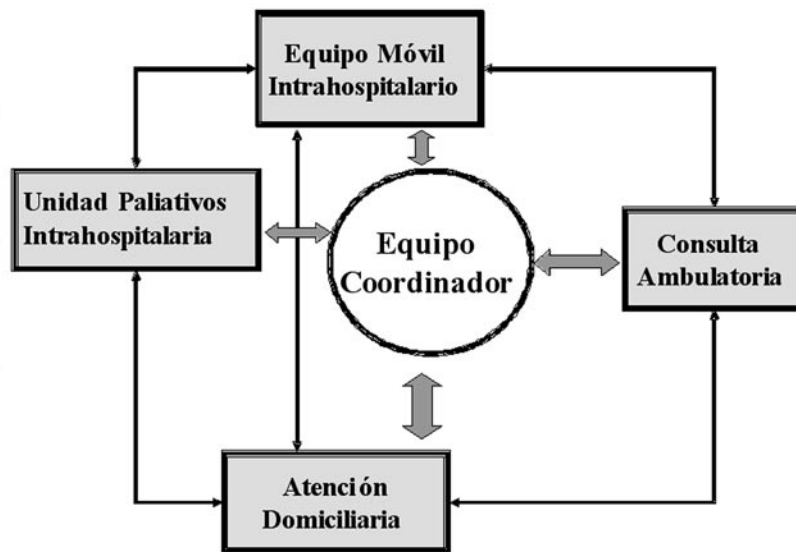 Equipo Móvil
Intrahospitalario
Unidad Paliativos
Intrahospitalaria
Equipo
Coordinador
Consulta
Ambulatoria
Atención
Domiciliaria